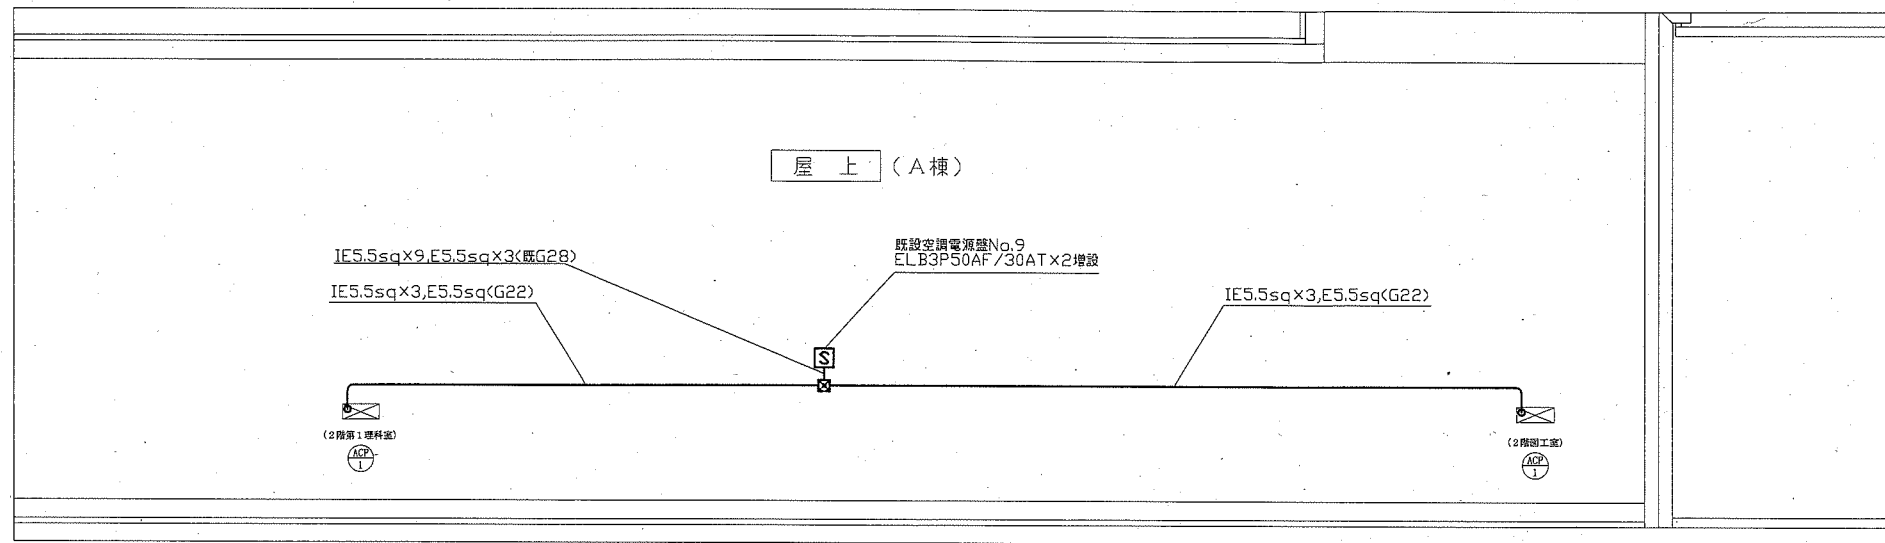 屋 上 (A棟)
既設空調電源盤No.9
ELB3P50AF/30AT×2増設
IE5.5sq×9,E5.5sq×3(既G28)
IE5.5sq×3,E5.5sq(G22)
IE5.5sq×3,E5.5sq(G22)
S
(2階第1理科室)
ACP
1
(2階図工室)
ACP
1